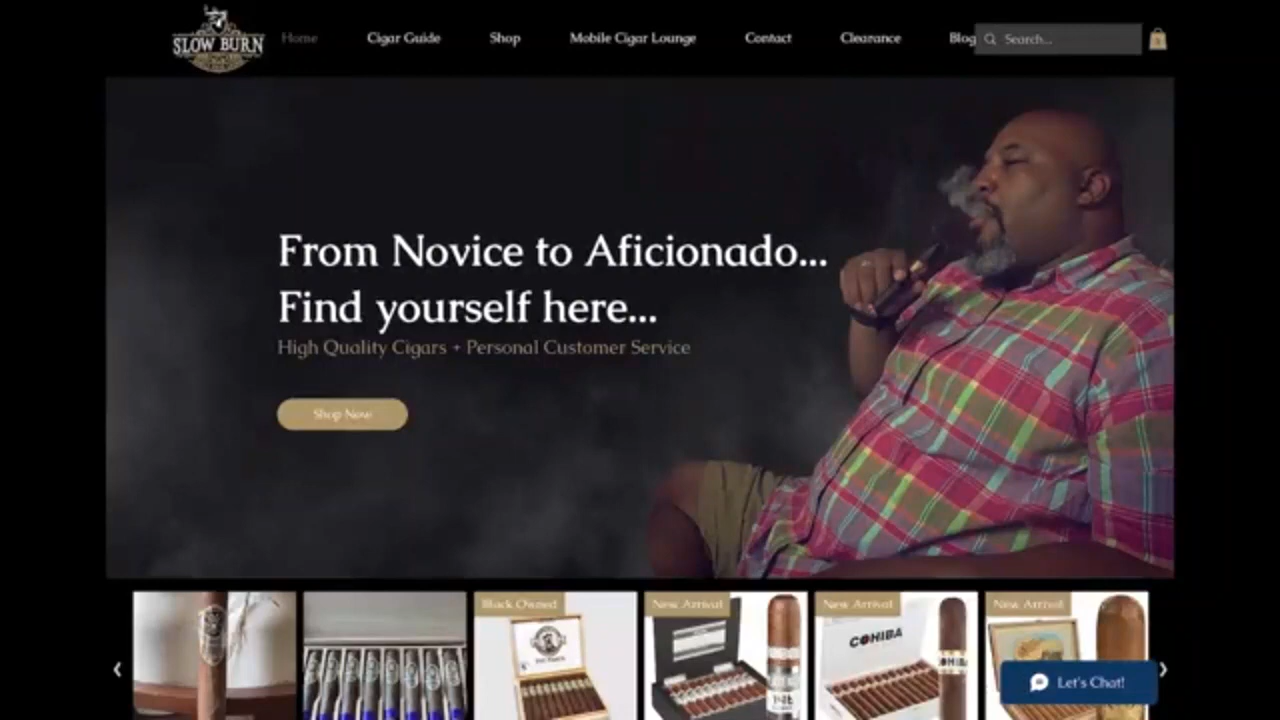 SLOW BURN
Home Cigar Guide Shop Mobile Cigar Lounge Contact Clearance Blog Search...
From Novice to Aficionado...
Find yourself here...
High Quality Cigars + Personal Customer Service
Shop Now
Black Owned New Arrival New Arrival New Arrival
COHIBA
Let's Chat!